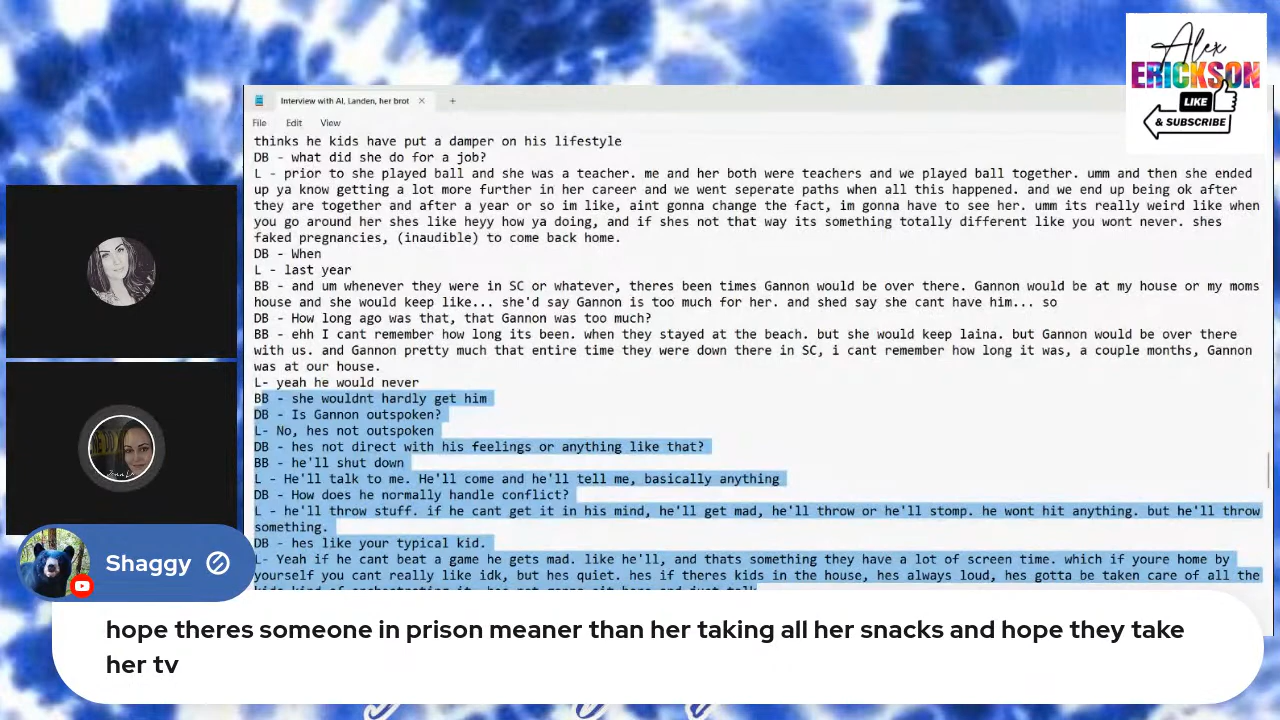 Alex
ERICKSON
LIKE
& SUBSCRIBE
Interview with AI, Landen, her brot
File Edit View
thinks he kids have put a damper on his lifestyle
DB - what did she do for a job?
L - prior to she played ball and she was a teacher. me and her both were teachers and we played ball together. umm and then she ended
up ya know getting a lot more further in her career and we went seperate paths when all this happened. and we end up being ok after
they are together and after a year or so im like, aint gonna change the fact, im gonna have to see her. umm its really weird like when
you go around her shes like heyy how ya doing, and if shes not that way its something totally different like you wont never. shes
faked pregnancies, (inaudible) to come back home.
DB - When
L - last year
BB - and um whenever they were in SC or whatever, theres been times Gannon would be over there. Gannon would be at my house or my moms
house and she would keep like... she'd say Gannon is too much for her. and shed say she cant have him... so
DB - How long ago was that, that Gannon was too much?
BB - ehh I cant remember how long its been. when they stayed at the beach. but she would keep laina. but Gannon would be over there
with us. and Gannon pretty much that entire time they were down there in SC, i cant remember how long it was, a couple months, Gannon
was at our house.
L- yeah he would never
BB - she wouldnt hardly get him
DB - Is Gannon outspoken?
L- No, hes not outspoken
DB - hes not direct with his feelings or anything like that?
BB - he'll shut down
L - He'll talk to me. He'll come and he'll tell me, basically anything
DB - How does he normally handle conflict?
L - he'll throw stuff. if he cant get it in his mind, he'll get mad, he'll throw or he'll stomp. he wont hit anything. but he'll throw
something.
DB - hes like your typical kid.
L- Yeah if he cant beat a game he gets mad. like he'll, and thats something they have a lot of screen time. which if youre home by
yourself you cant really like idk, but hes quiet. hes if theres kids in the house, hes always loud, hes gotta be taken care of all the
Shaggy
hope theres someone in prison meaner than her taking all her snacks and hope they take
her tv